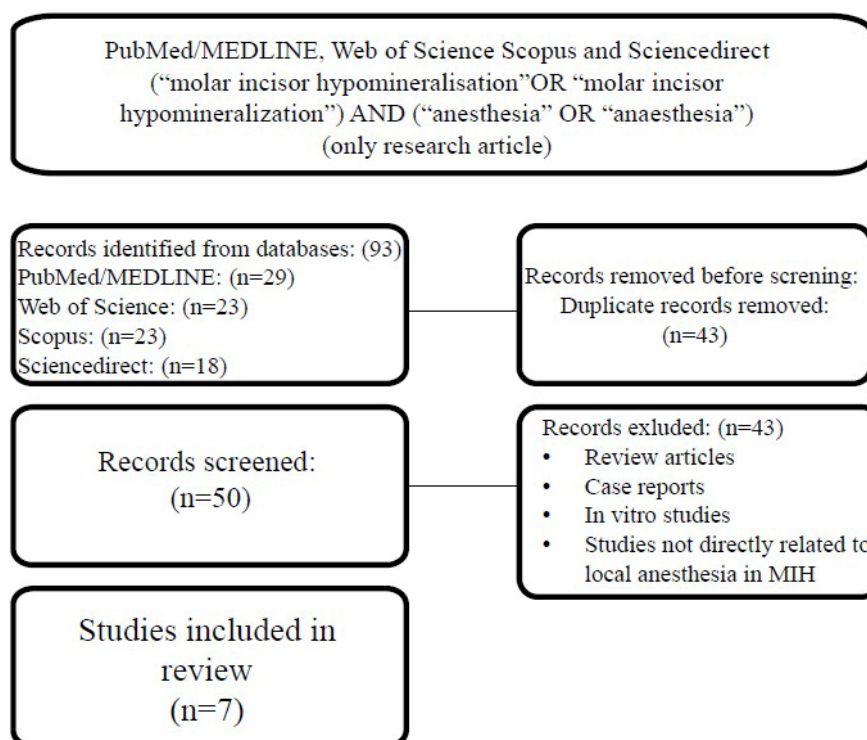 PubMed/MEDLINE, Web of Science Scopus and Sciencedirect
(“molar incisor hypomineralisation”OR “molar incisor
hypomineralization”) AND (“anesthesia” OR “anaesthesia”)
(only research article)
Records identified from databases: (93)
PubMed/MEDLINE: (n=29)
Web of Science: (n=23)
Scopus: (n=23)
Sciencedirect: (n=18)
Records removed before screning:
Duplicate records removed:
(n=43)
Records screened:
(n=50)
Records exluded: (n=43)
• Review articles
• Case reports
• In vitro studies
• Studies not directly related to
local anesthesia in MIH
Studies included in
review
(n=7)